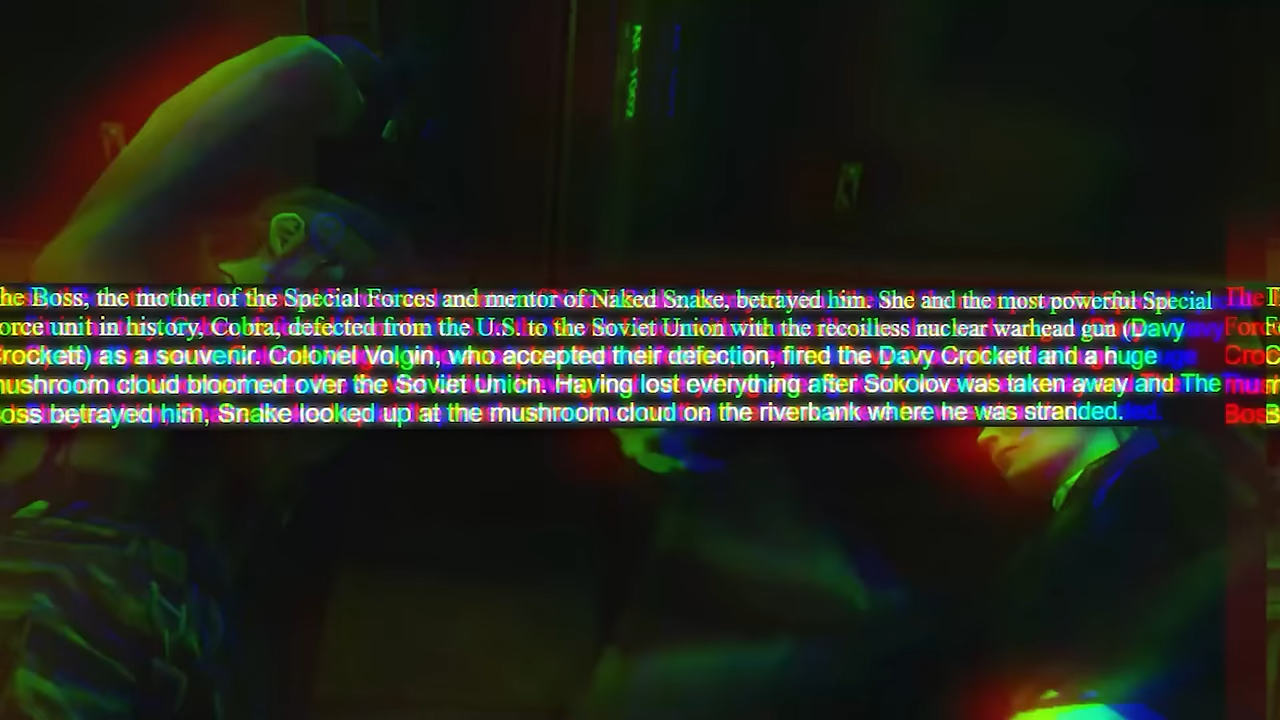 he Boss, the mother of the Special Forces and mentor of Naked Snake, betrayed him. She and the most powerful Special
orce unit in history, Cobra, defected from the U.S. to the Soviet Union with the recoilless nuclear warhead gun (Davy
Crockett) as a souvenir. Colonel Volgin, who accepted their defection, fired the Davy Crockett and a huge
mushroom cloud bloomed over the Soviet Union. Having lost everything after Sokolov was taken away and The
oss betrayed him, Snake looked up at the mushroom cloud on the riverbank where he was stranded.